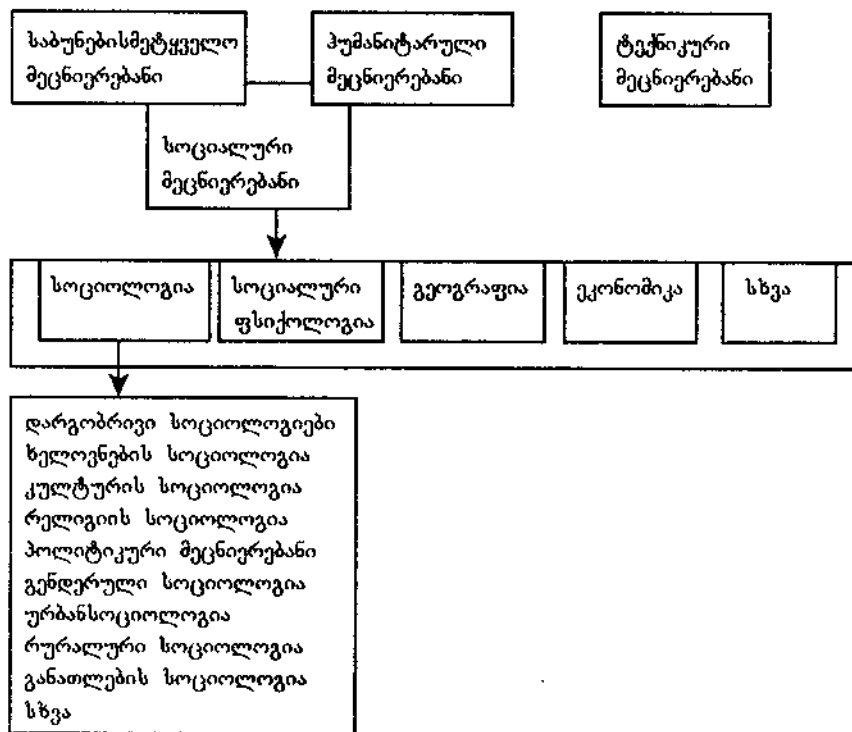 საბუნებისმეტყველო
მეცნიერებანი
ჰუმანიტარული
მეცნიერებანი
ტექნიკური
მეცნიერებანი
სოციალური
მეცნიერებანი
სოციოლოგია
სოციალური
ფსიქოლოგია
გეოგრაფია
ეკონომიკა
სხვა
დარგობრივი სოციოლოგიები
ხელოვნების სოციოლოგია
კულტურის სოციოლოგია
რელიგიის სოციოლოგია
პოლიტიკური მეცნიერებანი
გენდერული სოციოლოგია
ურბანსოციოლოგია
რურალური სოციოლოგია
განათლების სოციოლოგია
სხვა